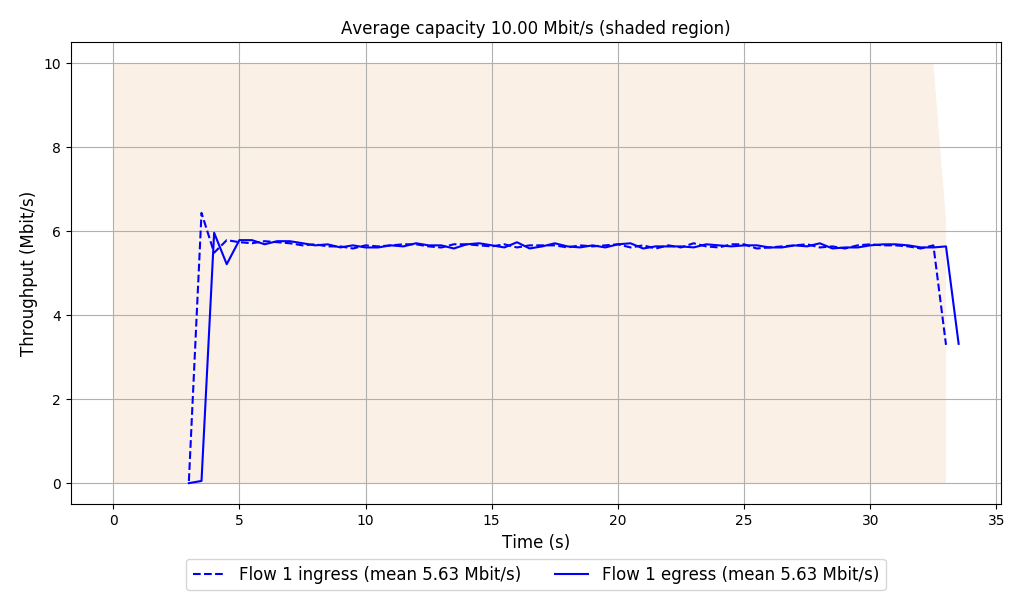 Average capacity 10.00 Mbit/s (shaded region)
10
8
6
4
2
0
Throughput (Mbit/s)
0 5 10 15 20 25 30 35
Time (s)
Flow 1 ingress (mean 5.63 Mbit/s) Flow 1 egress (mean 5.63 Mbit/s)